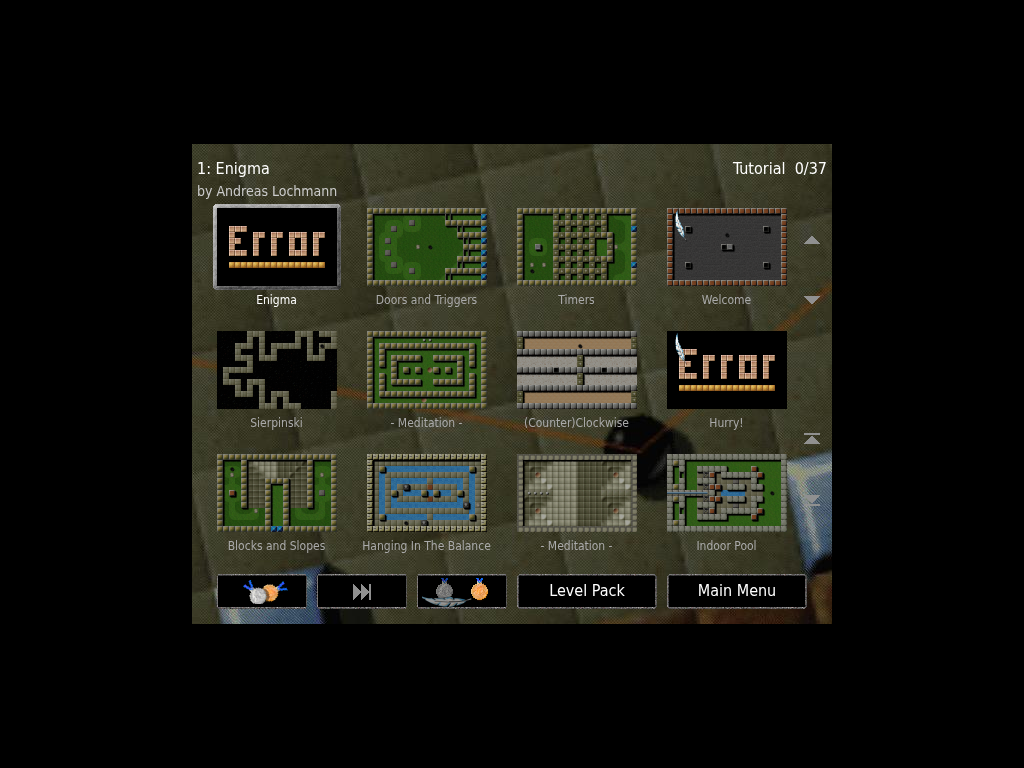 1: Enigma
Tutorial 0/37
by Andreas Lochmann
Error
Enigma
Doors and Triggers
Timers
Welcome
Error
Sierpinski
- Meditation -
(Counter)Clockwise
Hurry!
Blocks and Slopes
Hanging In The Balance
- Meditation -
Indoor Pool
Level Pack
Main Menu